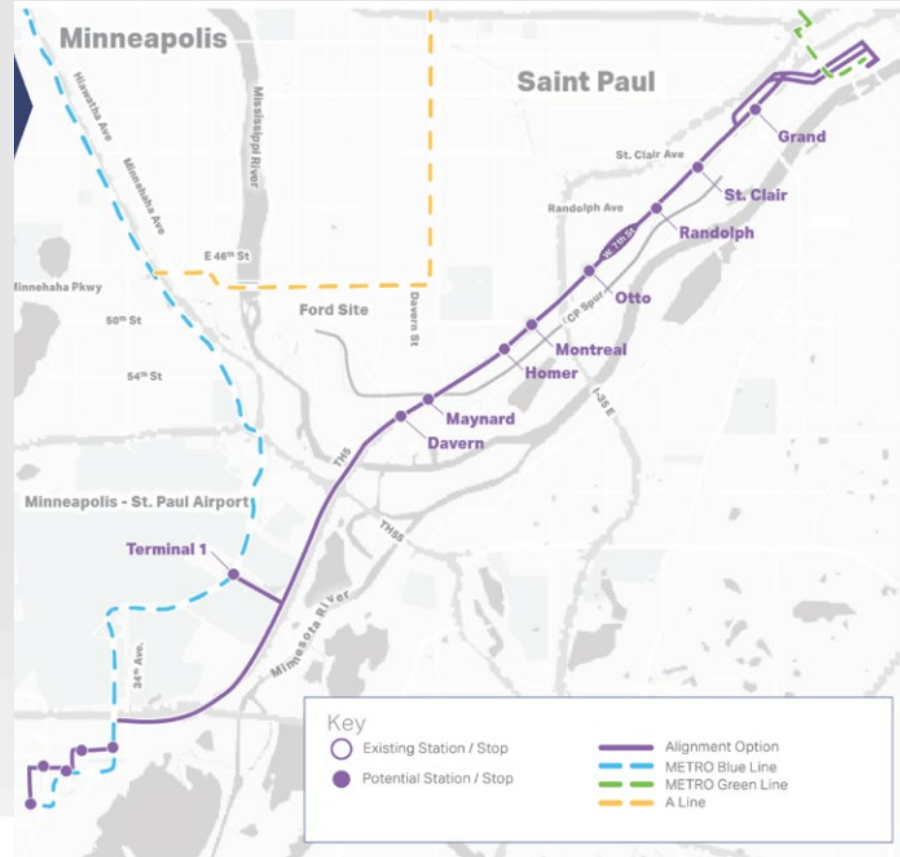 Minneapolis
Saint Paul
Hiawatha Ave
Mississippi River
Minnehaha Ave
Grand
St. Clair Ave
St. Clair
Randolph Ave
Randolph
W. 7th St
E 46th St
Minnehaha Pkwy
Otto
50th St
Ford Site
Davern St
CP Spur
Montreal
Homer
54th St
I-35 E
Maynard
Davern
TH5
Minneapolis - St. Paul Airport
TH55
Terminal 1
Minnesota River
34th Ave.
Key
Existing Station / Stop
Potential Station / Stop
Alignment Option
METRO Blue Line
METRO Green Line
A Line